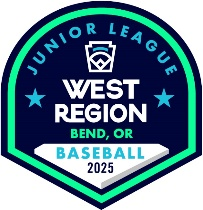 JUNIOR LEAGUE
WEST
REGION
BEND, OR
BASEBALL
2025